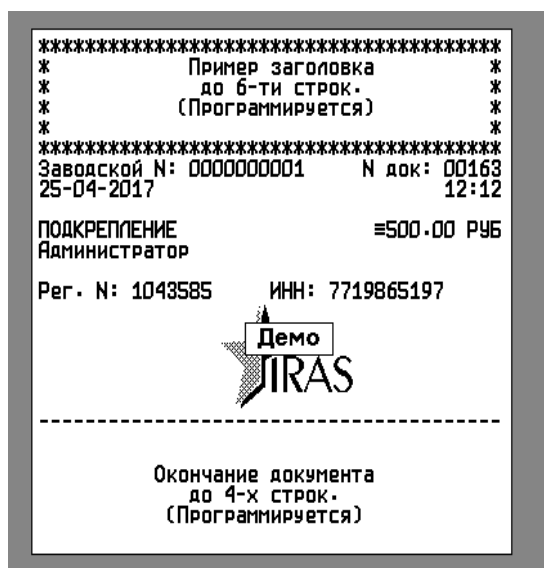 ****************************************
* Пример заголовка *
* до 6-ти строк. *
* (Программируется) *
* *
****************************************
Заводской N: 0000000001 N док: 00163
25-04-2017 12:12
ПОДКРЕПЛЕНИЕ ≡500.00 РУБ
Администратор
Рег. N: 1043585 ИНН: 7719865197
Демо
JIRAS
----------------------------------------
Окончание документа
до 4-х строк.
(Программируется)